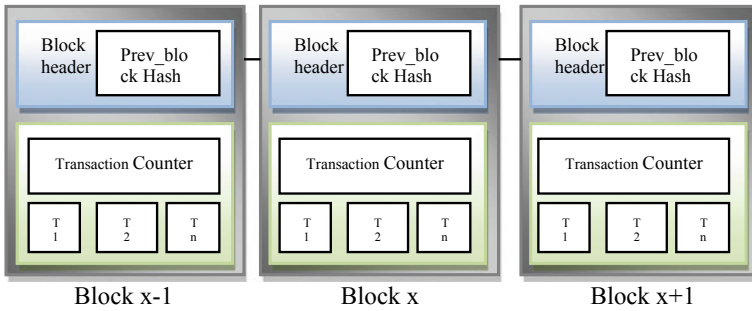 Block
header
Prev_blo
ck Hash
Block
header
Prev_blo
ck Hash
Block
header
Prev_blo
ck Hash
Transaction Counter
Transaction Counter
Transaction Counter
T
1
T
2
T
n
T
1
T
2
T
n
T
1
T
2
T
n
Block x-1
Block x
Block x+1